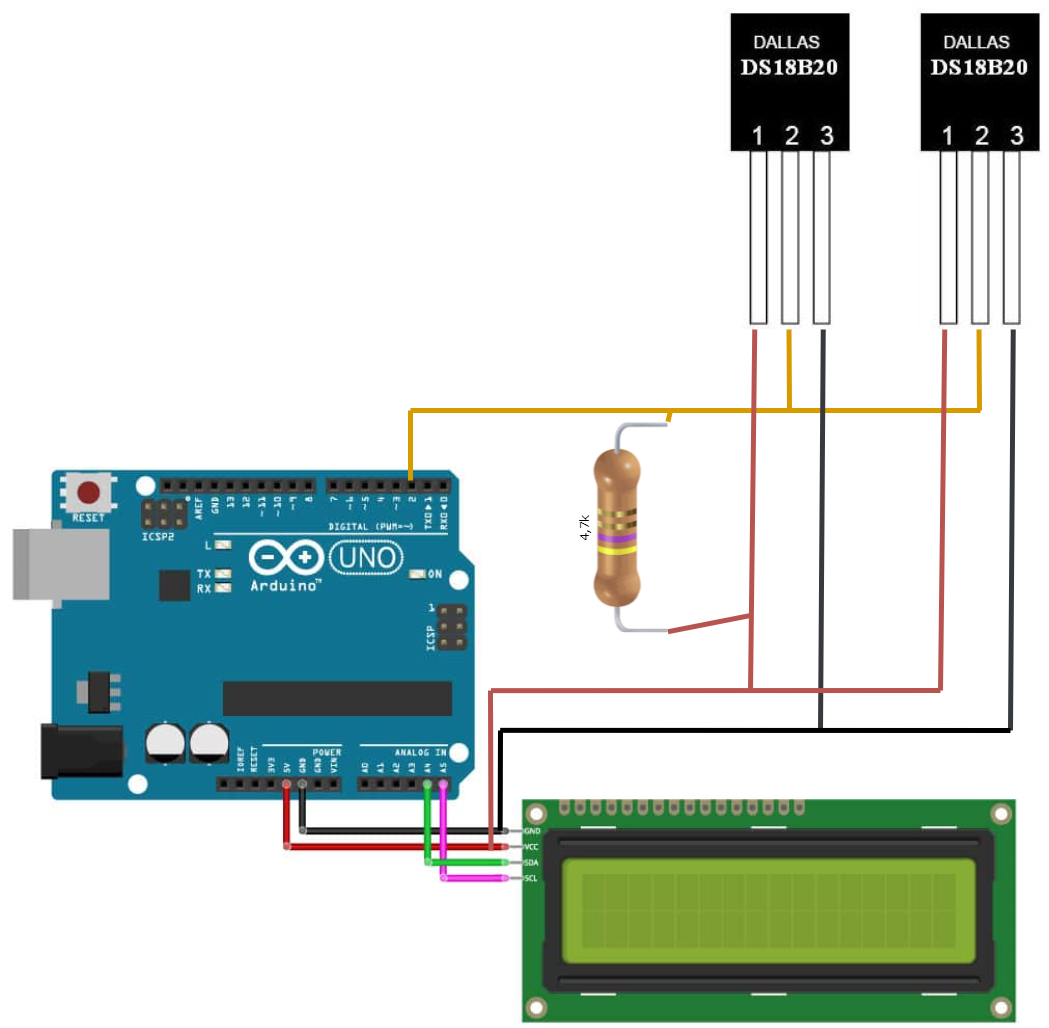 DALLAS
DS18B20
1 2 3
DALLAS
DS18B20
1 2 3
4,7k
RESET
ICSP2
AREF
GND
13
12
~11
~10
~9
8
7
~6
~5
4
~3
2
TXD▶1
RXD◀0
DIGITAL (PWM=~)
L
TX
RX
UNO
Arduino™
ON
1
ICSP
IOREF
RESET
3V3
5V
GND
GND
VIN
POWER
ANALOG IN
A0
A1
A2
A3
A4
A5
GND
VCC
SDA
SCL